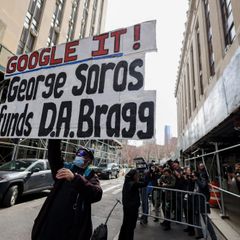 GOOGLE IT!
George Soros
funds D.A. Bragg